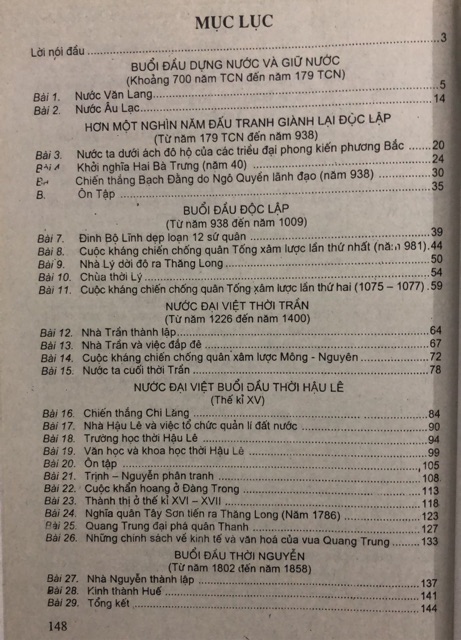 MỤC LỤC
Lời nói đầu 3
BUỔI ĐẦU DỰNG NƯỚC VÀ GIỮ NƯỚC
(Khoảng 700 năm TCN đến năm 179 TCN)
Bài 1. Nước Văn Lang 5
Bài 2. Nước Âu Lạc 14
HƠN MỘT NGHÌN NĂM ĐẤU TRANH GIÀNH LẠI ĐỘC LẬP
(Từ năm 179 TCN đến năm 938)
Bài 3. Nước ta dưới ách đô hộ của các triều đại phong kiến phương Bắc 20
Khởi nghĩa Hai Bà Trưng (năm 40) 24
Chiến thắng Bạch Đằng do Ngô Quyền lãnh đạo (năm 938) 30
Ôn Tập 35
BUỔI ĐẦU ĐỘC LẬP
(Từ năm 938 đến năm 1009)
Bài 7. Đinh Bộ Lĩnh dẹp loạn 12 sứ quân 39
Bài 8. Cuộc kháng chiến chống quân Tống xâm lược lần thứ nhất (năm 981) 44
Bài 9. Nhà Lý dời đô ra Thăng Long 50
Bài 10. Chùa thời Lý 54
Bài 11. Cuộc kháng chiến chống quân Tống xâm lược lần thứ hai (1075 – 1077) 59
NƯỚC ĐẠI VIỆT THỜI TRẦN
(Từ năm 1226 đến năm 1400)
Bài 12. Nhà Trần thành lập 64
Bài 13. Nhà Trần và việc đắp đê 67
Bài 14. Cuộc kháng chiến chống quân xâm lược Mông - Nguyên 72
Bài 15. Nước ta cuối thời Trần 78
NƯỚC ĐẠI VIỆT BUỔI ĐẦU THỜI HẬU LÊ
(Thế kỉ XV)
Bài 16. Chiến thắng Chi Lăng 84
Bài 17. Nhà Hậu Lê và việc tổ chức quản lí đất nước 90
Bài 18. Trường học thời Hậu Lê 94
Bài 19. Văn học và khoa học thời Hậu Lê 99
Bài 20. Ôn tập 105
Bài 21. Trịnh – Nguyễn phân tranh 108
Bài 22. Cuộc khẩn hoang ở Đàng Trong 113
Bài 23. Thành thị ở thế kỉ XVI – XVII 118
Bài 24. Nghĩa quân Tây Sơn tiến ra Thăng Long (Năm 1786) 123
Bài 25. Quang Trung đại phá quân Thanh 127
Bài 26. Những chính sách về kinh tế và văn hoá của vua Quang Trung 133
BUỔI ĐẦU THỜI NGUYỄN
(Từ năm 1802 đến năm 1858)
Bài 27. Nhà Nguyễn thành lập 137
Bài 28. Kinh thành Huế 141
Bài 29. Tổng kết 144
148